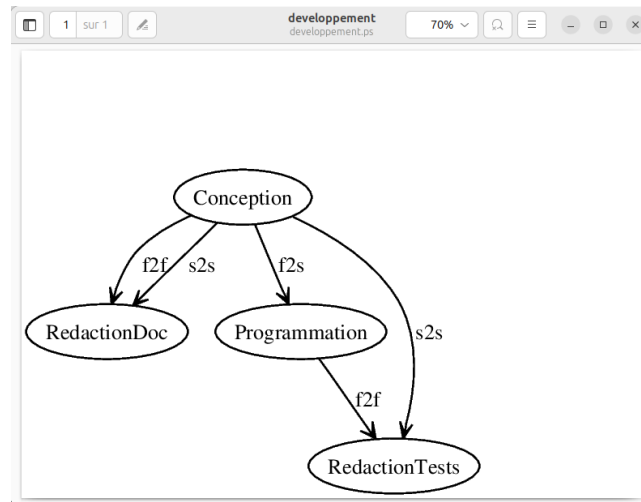 1 sur 1
developpement
developpement.ps
70%
Conception
f2f
s2s
f2s
RedactionDoc
Programmation
s2s
f2f
RedactionTests